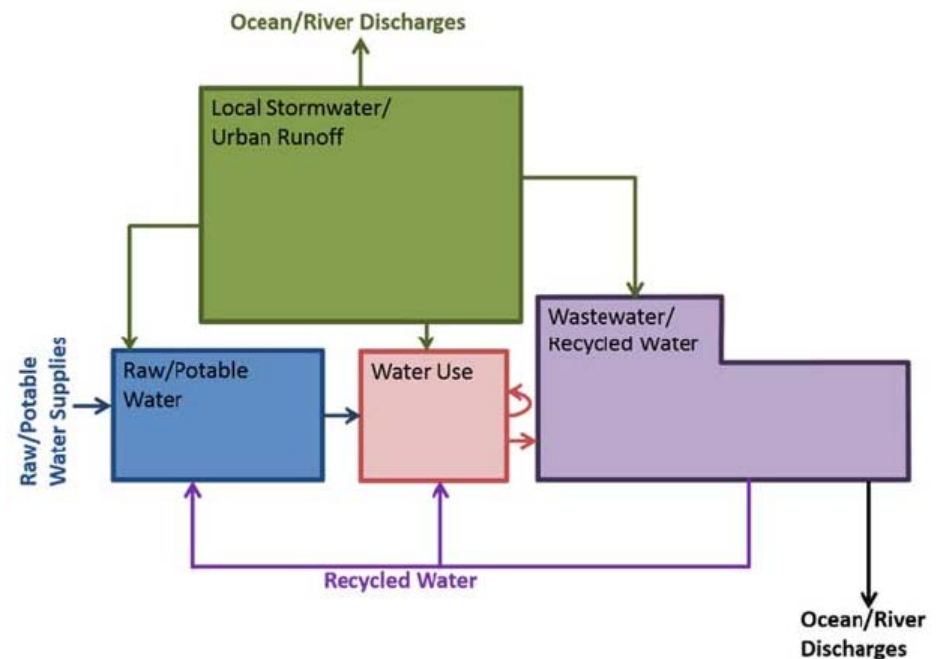 Ocean/River Discharges
Local Stormwater/
Urban Runoff
Wastewater/
Recycled Water
Raw/Potable
Water Supplies
Raw/Potable
Water
Water Use
Recycled Water
Ocean/River
Discharges